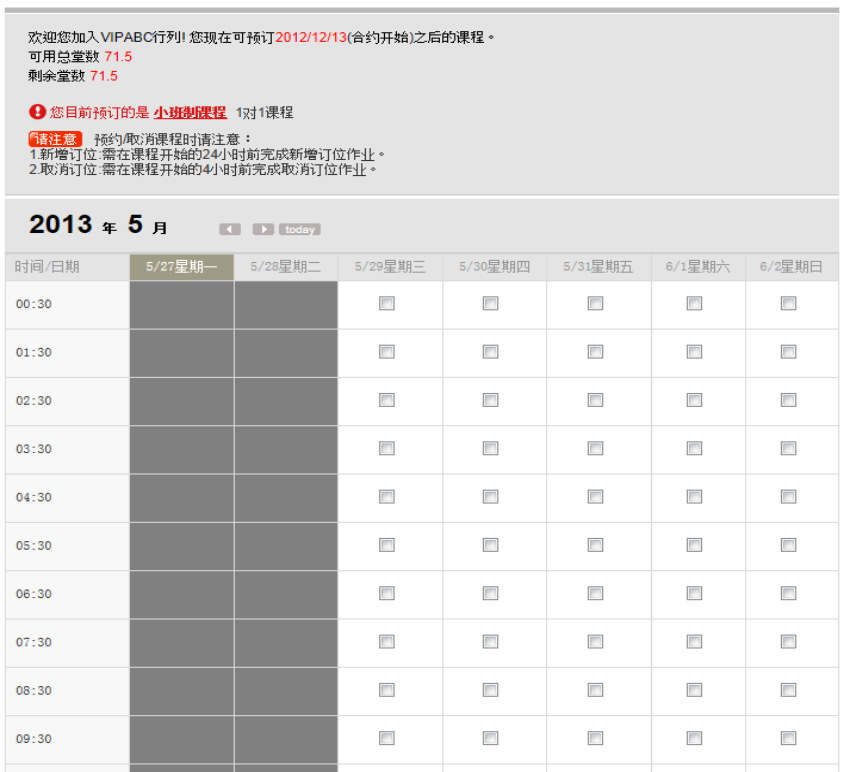 欢迎您加入VIPABC行列! 您现在可预订2012/12/13(合约开始)之后的课程。
可用总堂数 71.5
剩余堂数 71.5
您目前预订的是 小班制课程 1对1课程
请注意 预约/取消课程时请注意：
1.新增订位:需在课程开始的24小时前完成新增订位作业。
2.取消订位:需在课程开始的4小时前完成取消订位作业。
2013 年 5 月 today
时间/日期 5/27星期一 5/28星期二 5/29星期三 5/30星期四 5/31星期五 6/1星期六 6/2星期日
00:30
01:30
02:30
03:30
04:30
05:30
06:30
07:30
08:30
09:30